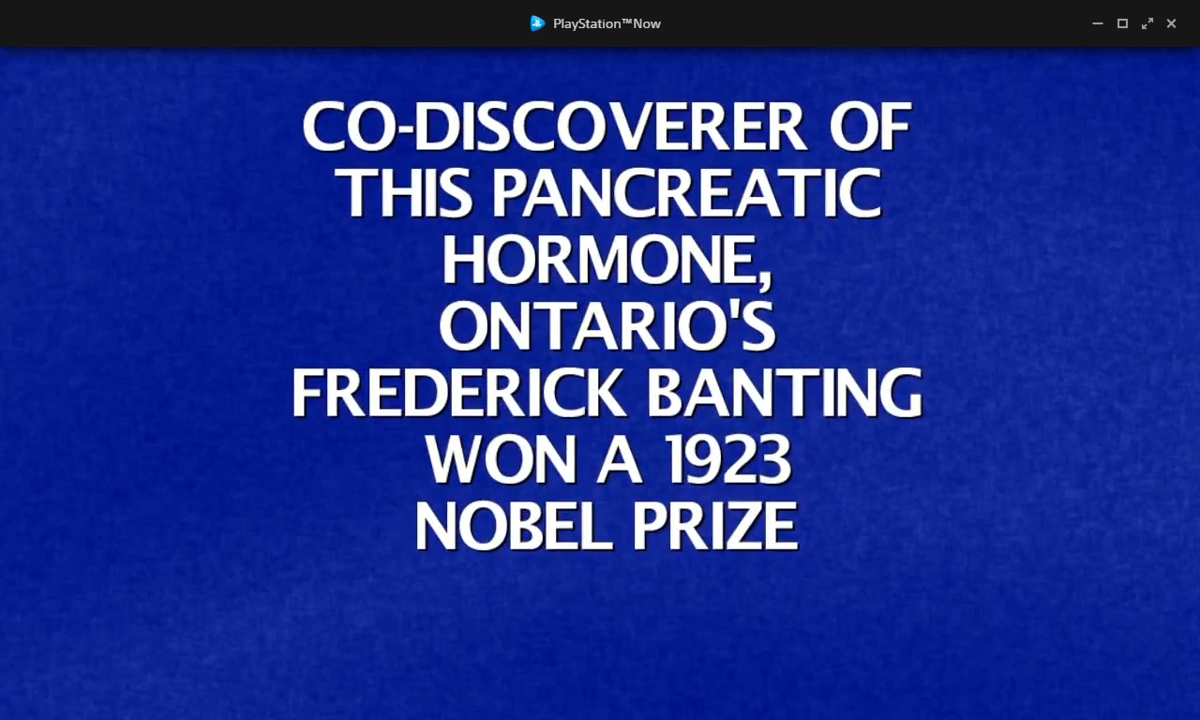 PlayStation™Now
CO-DISCOVERER OF
THIS PANCREATIC
HORMONE,
ONTARIO'S
FREDERICK BANTING
WON A 1923
NOBEL PRIZE